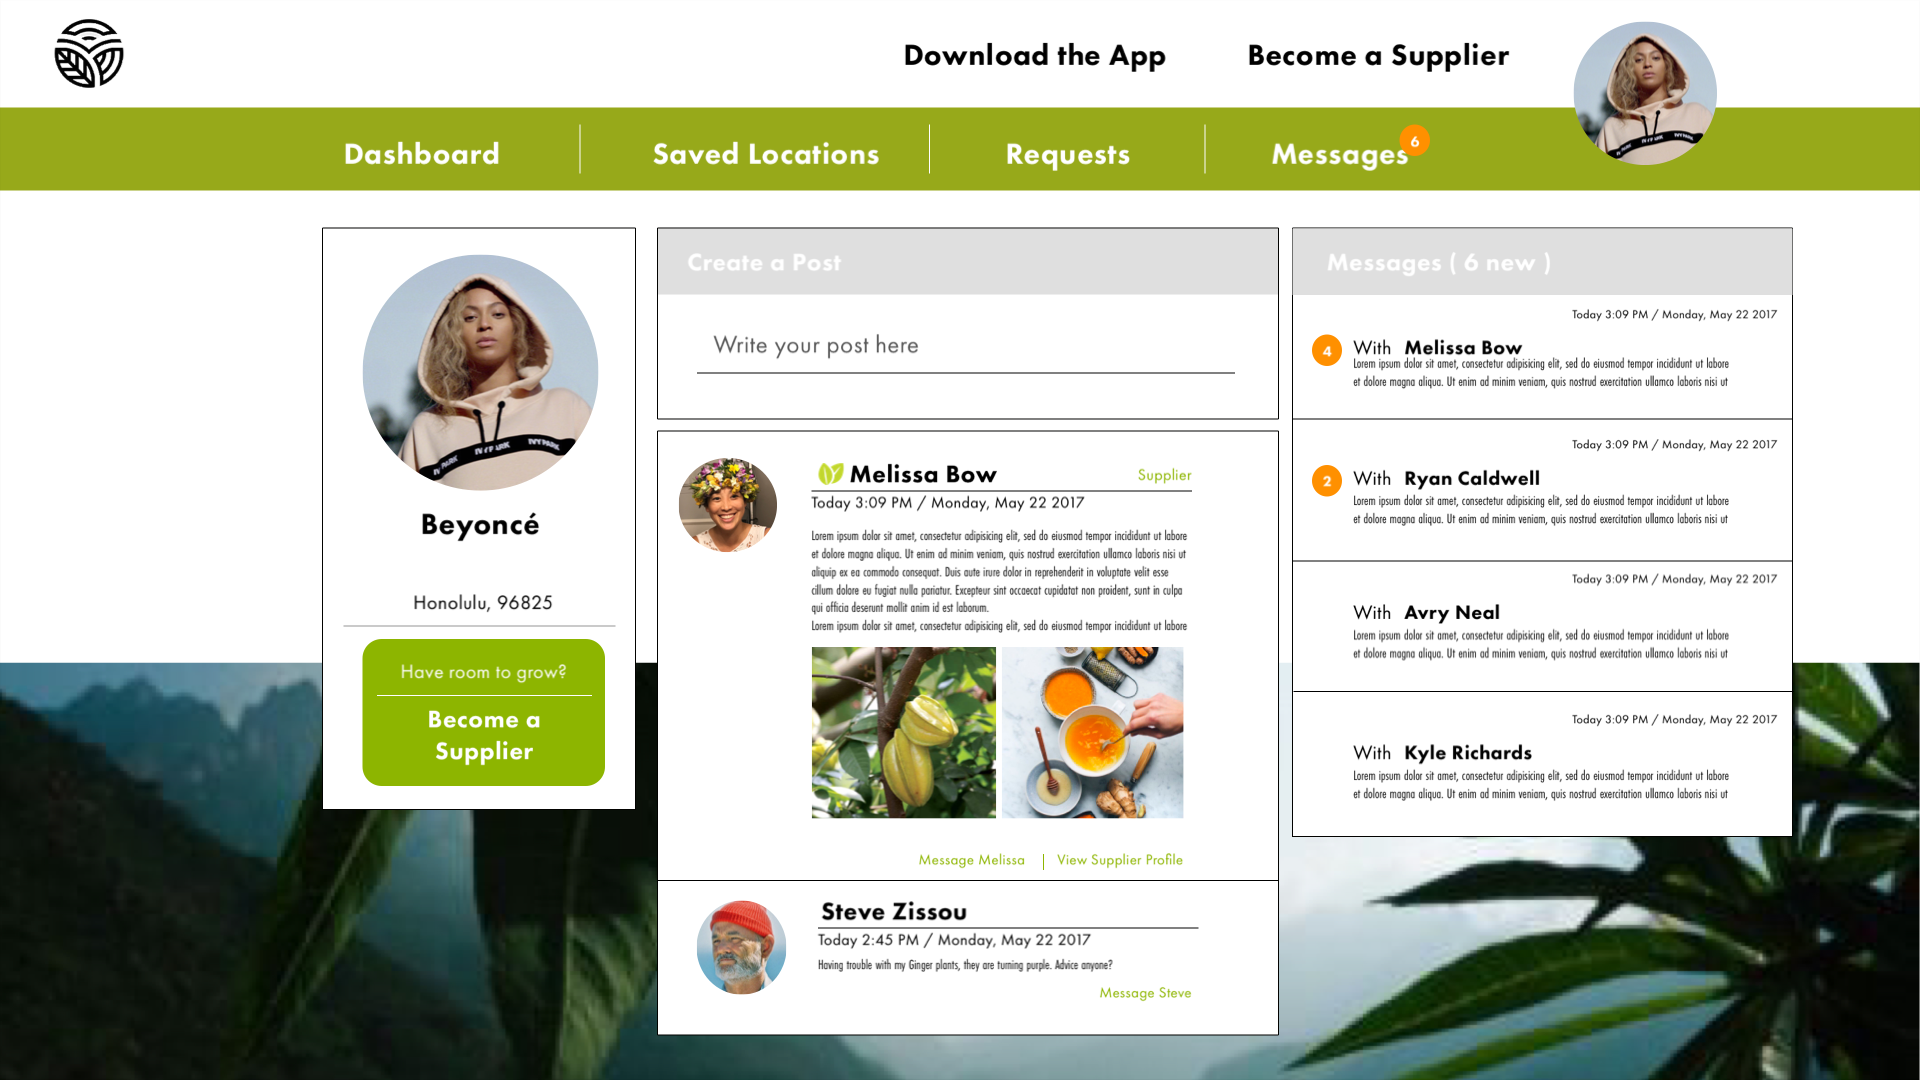 Download the App
Become a Supplier
Dashboard
Saved Locations
Requests
Messages
6
Beyoncé
Honolulu, 96825
Have room to grow?
Become a
Supplier
Create a Post
Write your post here
Melissa Bow
Supplier
Today 3:09 PM / Monday, May 22 2017
Lorem ipsum dolor sit amet, consectetur adipisicing elit, sed do eiusmod tempor incididunt ut labore
et dolore magna aliqua. Ut enim ad minim veniam, quis nostrud exercitation ullamco laboris nisi ut
aliquip ex ea commodo consequat. Duis aute irure dolor in reprehenderit in voluptate velit esse
cillum dolore eu fugiat nulla pariatur. Excepteur sint occaecat cupidatat non proident, sunt in culpa
qui officia deserunt mollit anim id est laborum.
Lorem ipsum dolor sit amet, consectetur adipisicing elit, sed do eiusmod tempor incididunt ut labore
Message Melissa | View Supplier Profile
Steve Zissou
Today 2:45 PM / Monday, May 22 2017
Having trouble with my Ginger plants, they are turning purple. Advice anyone?
Message Steve
Messages ( 6 new )
Today 3:09 PM / Monday, May 22 2017
4
With Melissa Bow
Lorem ipsum dolor sit amet, consectetur adipisicing elit, sed do eiusmod tempor incididunt ut labore
et dolore magna aliqua. Ut enim ad minim veniam, quis nostrud exercitation ullamco laboris nisi ut
Today 3:09 PM / Monday, May 22 2017
2
With Ryan Caldwell
Lorem ipsum dolor sit amet, consectetur adipisicing elit, sed do eiusmod tempor incididunt ut labore
et dolore magna aliqua. Ut enim ad minim veniam, quis nostrud exercitation ullamco laboris nisi ut
Today 3:09 PM / Monday, May 22 2017
With Avry Neal
Lorem ipsum dolor sit amet, consectetur adipisicing elit, sed do eiusmod tempor incididunt ut labore
et dolore magna aliqua. Ut enim ad minim veniam, quis nostrud exercitation ullamco laboris nisi ut
Today 3:09 PM / Monday, May 22 2017
With Kyle Richards
Lorem ipsum dolor sit amet, consectetur adipisicing elit, sed do eiusmod tempor incididunt ut labore
et dolore magna aliqua. Ut enim ad minim veniam, quis nostrud exercitation ullamco laboris nisi ut